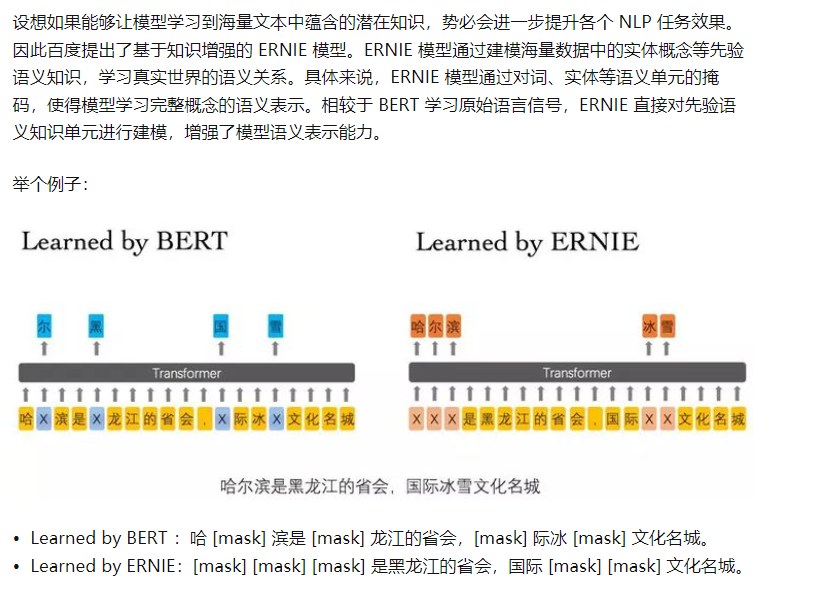 设想如果能够让模型学习到海量文本中蕴含的潜在知识，势必会进一步提升各个 NLP 任务效果。
因此百度提出了基于知识增强的 ERNIE 模型。ERNIE 模型通过建模海量数据中的实体概念等先验
语义知识，学习真实世界的语义关系。具体来说，ERNIE 模型通过对词、实体等语义单元的掩
码，使得模型学习完整概念的语义表示。相较于 BERT 学习原始语言信号，ERNIE 直接对先验语
义知识单元进行建模，增强了模型语义表示能力。
举个例子：
Learned by BERT
尔 黑 国 雪
Transformer
哈 X 滨 是 X 龙 江 的 省 会 , X 际 冰 X 文 化 名 城
Learned by ERNIE
哈 尔 滨 冰 雪
Transformer
X X X 是 黑 龙 江 的 省 会 , 国 际 X X 文 化 名 城
哈尔滨是黑龙江的省会，国际冰雪文化名城
• Learned by BERT ：哈 [mask] 滨是 [mask] 龙江的省会，[mask] 际冰 [mask] 文化名城。
• Learned by ERNIE：[mask] [mask] [mask] 是黑龙江的省会，国际 [mask] [mask] 文化名城。